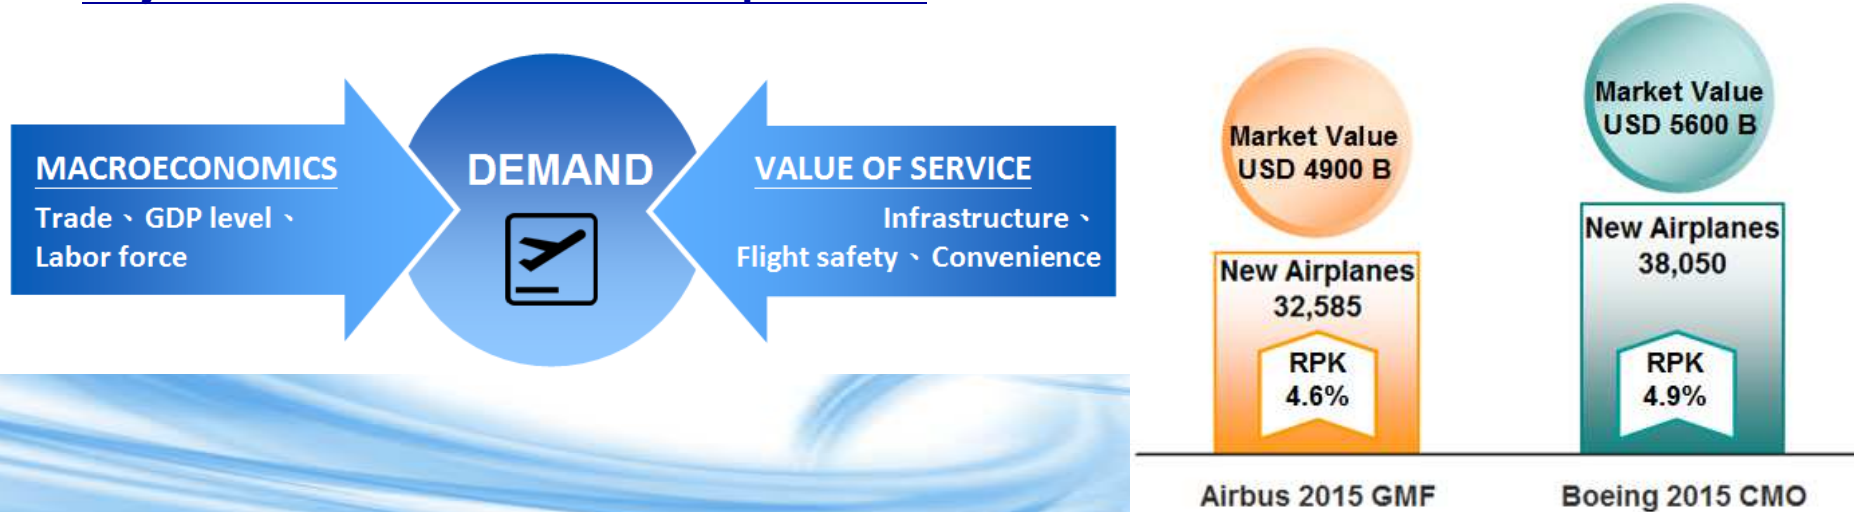 MACROECONOMICS
Trade、GDP level、
Labor force
DEMAND
VALUE OF SERVICE
Infrastructure、
Flight safety、Convenience
Market Value
USD 4900 B
New Airplanes
32,585
RPK
4.6%
Airbus 2015 GMF
Market Value
USD 5600 B
New Airplanes
38,050
RPK
4.9%
Boeing 2015 CMO